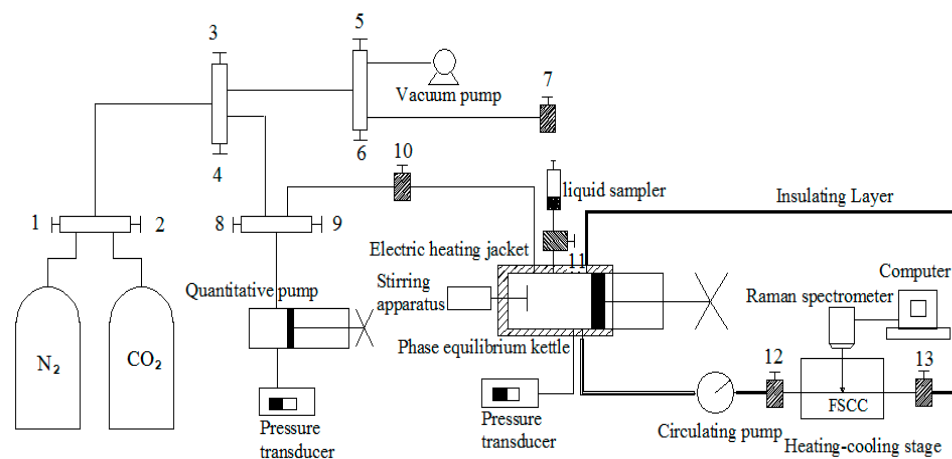 3
5
Vacuum pump
7
4
6
10
liquid sampler
Insulating Layer
1
2
8
9
11
Electric heating jacket
Stirring
apparatus
Computer
Raman spectrometer
Quantitative pump
N₂
CO₂
Phase equilibrium kettle
12
13
FSCC
Pressure
transducer
Pressure
transducer
Circulating pump
Heating-cooling stage